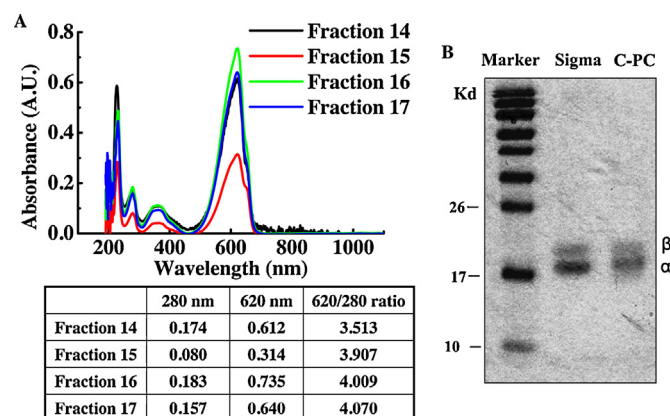 A
0.8
0.6
0.4
0.2
0.0
Absorbance (A.U.)
Fraction 14
Fraction 15
Fraction 16
Fraction 17
200 400 600 800 1000
Wavelength (nm)
280 nm 620 nm 620/280 ratio
Fraction 14 0.174 0.612 3.513
Fraction 15 0.080 0.314 3.907
Fraction 16 0.183 0.735 4.009
Fraction 17 0.157 0.640 4.070
B
Marker Sigma C-PC
Kd
26
17
10
β
α